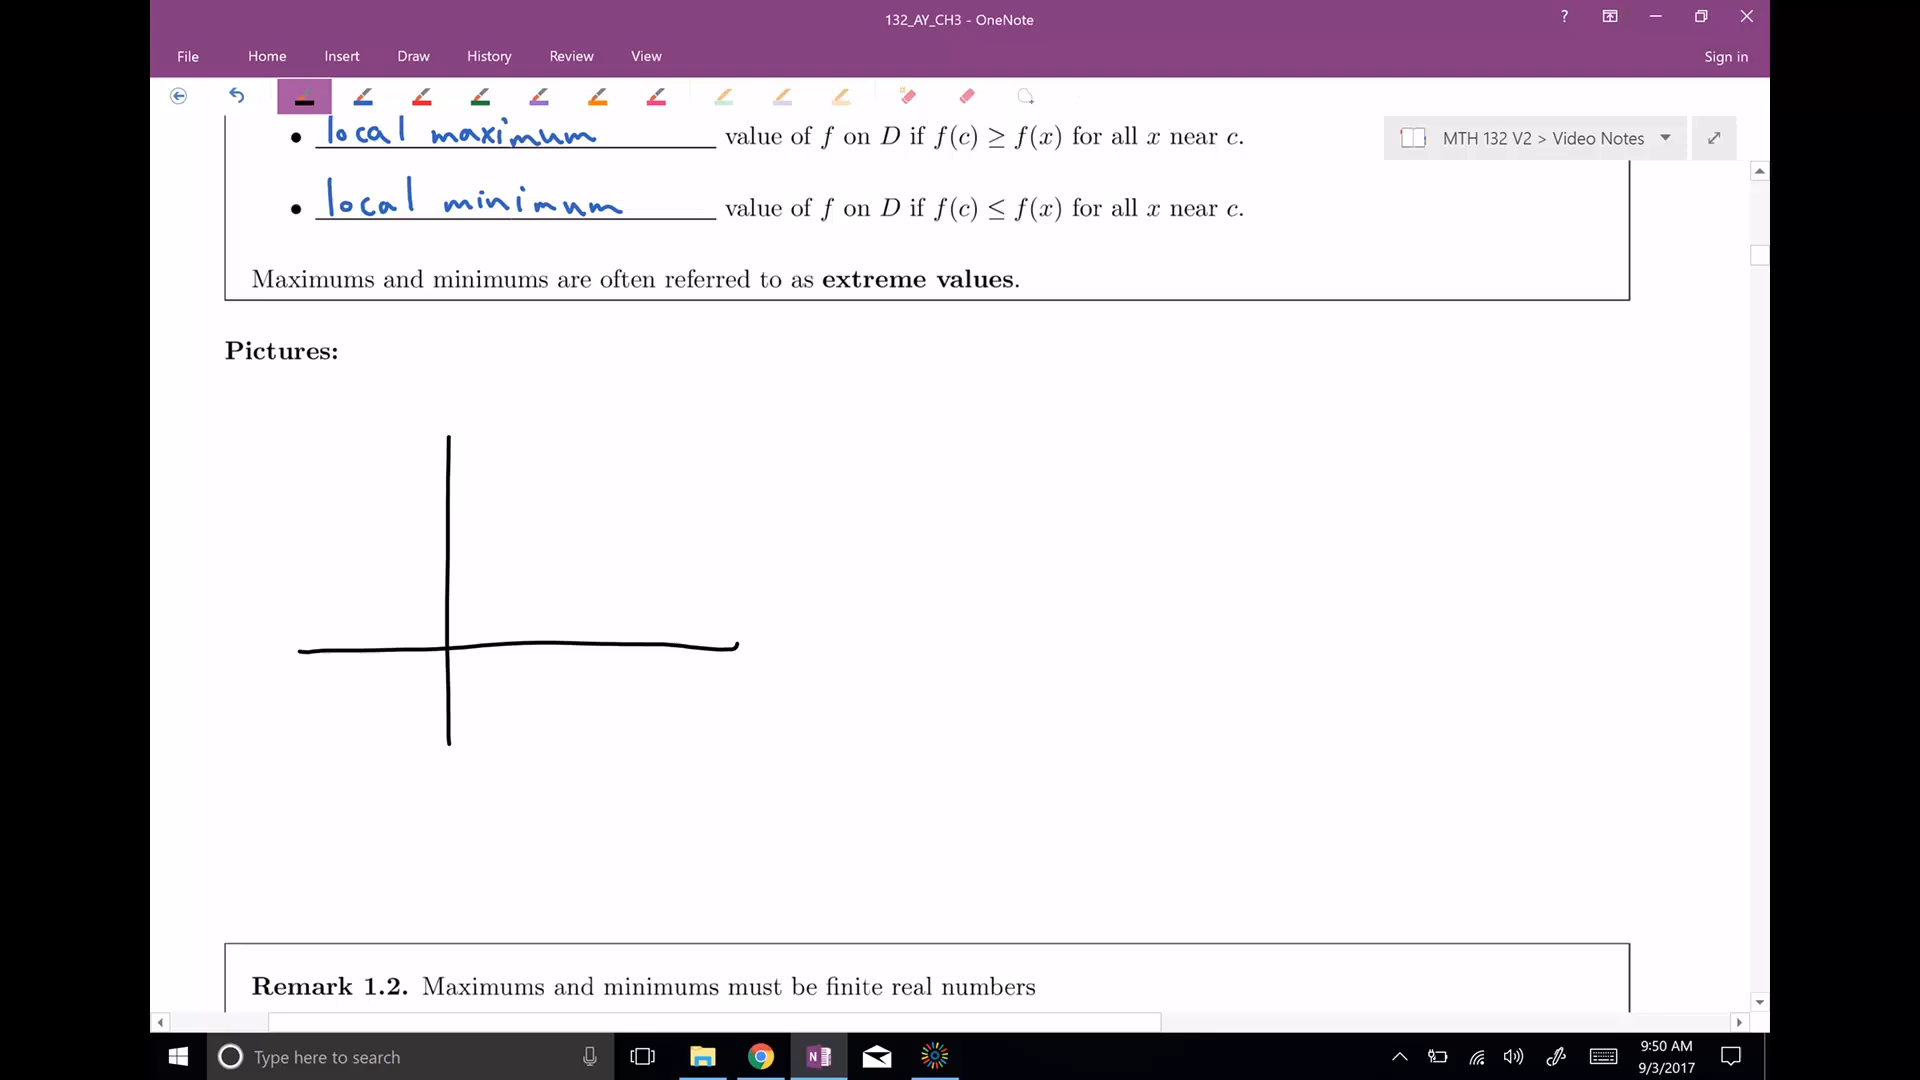 132_AY_CH3 - OneNote
?
File Home Insert Draw History Review View Sign in
MTH 132 V2 > Video Notes
• local maximum value of f on D if f(c) ≥ f(x) for all x near c.
• local minimum value of f on D if f(c) ≤ f(x) for all x near c.
Maximums and minimums are often referred to as extreme values.
Pictures:
Remark 1.2. Maximums and minimums must be finite real numbers
Type here to search
N
9:50 AM
9/3/2017